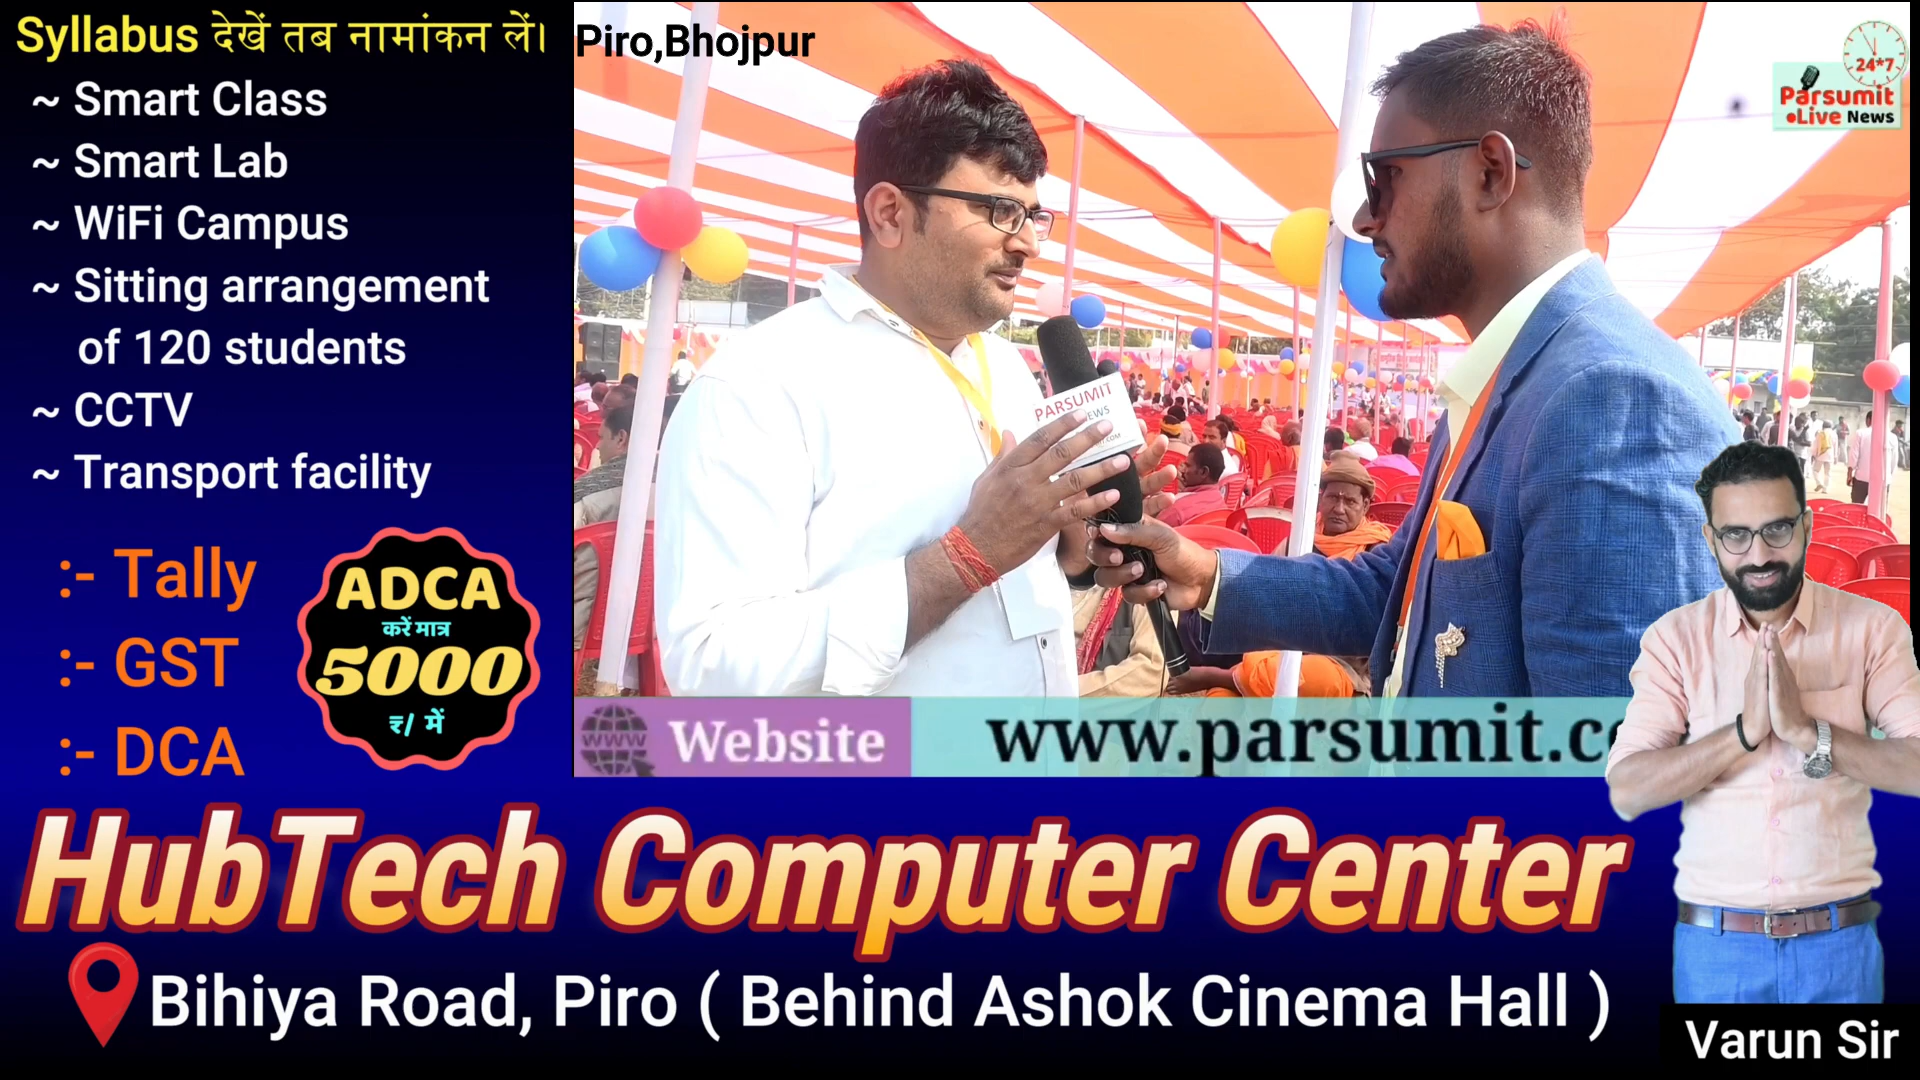 Syllabus देखें तब नामांकन लें।
~ Smart Class
~ Smart Lab
~ WiFi Campus
~ Sitting arrangement
of 120 students
~ CCTV
~ Transport facility
:- Tally
:- GST
:- DCA
ADCA
करें मात्र
5000
₹/ में
Piro,Bhojpur
24*7
Parsumit
Live News
PARSUMIT
NEWS
www
Website
www.parsumit.c
HubTech Computer Center
Bihiya Road, Piro ( Behind Ashok Cinema Hall )
Varun Sir